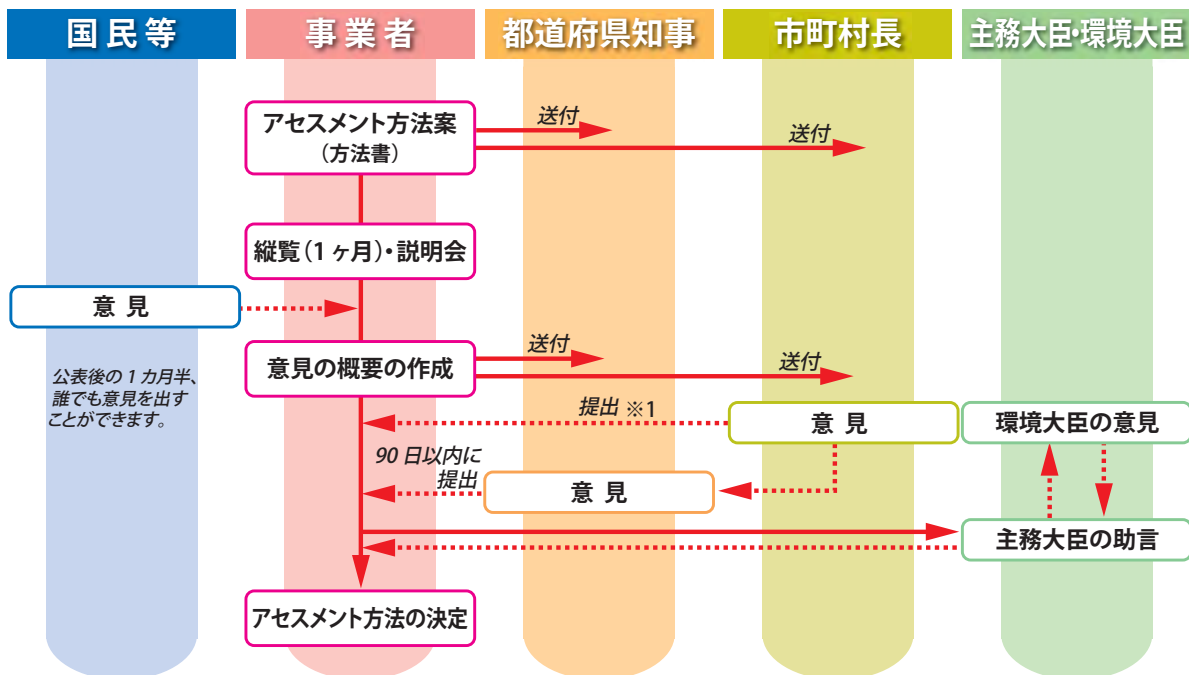 国民等
事業者
都道府県知事
市町村長
主務大臣・環境大臣
アセスメント方法案
（方法書）
送付
送付
縦覧（1ヶ月）・説明会
意見
公表後の1カ月半、
誰でも意見を出す
ことができます。
意見の概要の作成
送付
送付
提出 ※1
意見
環境大臣の意見
90日以内に
提出
意見
主務大臣の助言
アセスメント方法の決定